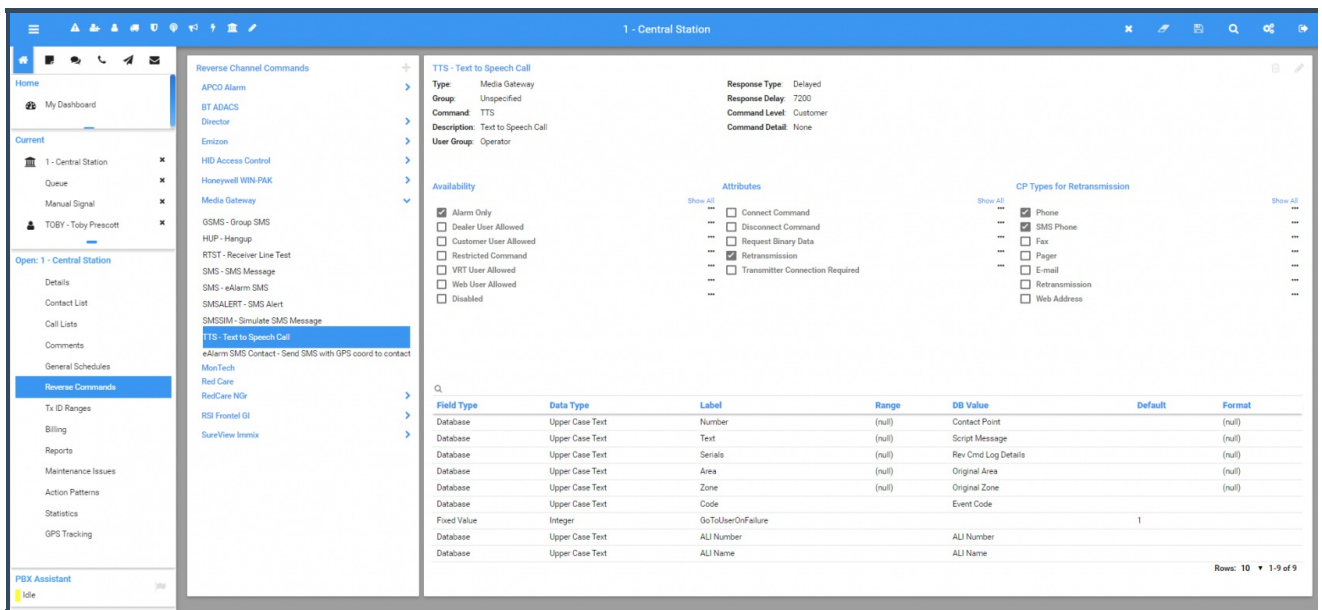 1 - Central Station
Home
My Dashboard
Current
1 - Central Station
Queue
Manual Signal
TOBY - Toby Prescott
Open: 1 - Central Station
Details
Contact List
Call Lists
Comments
General Schedules
Reverse Commands
Tx ID Ranges
Billing
Reports
Maintenance Issues
Action Patterns
Statistics
GPS Tracking
PBX Assistant
Idle
Reverse Channel Commands
APCO Alarm
BT ADACS
Director
Emizon
HID Access Control
Honeywell WIN-PAK
Media Gateway
GSMS - Group SMS
HUP - Hangup
RTST - Receiver Line Test
SMS - SMS Message
SMS - eAlarm SMS
SMSALERT - SMS Alert
SMSSIM - Simulate SMS Message
TTS - Text to Speech Call
eAlarm SMS Contact - Send SMS with GPS coord to contact
MonTech
Red Care
RedCare NGr
RSI Frontel GI
SureView Immix
TTS - Text to Speech Call
Type: Media Gateway
Group: Unspecified
Command: TTS
Description: Text to Speech Call
User Group: Operator
Response Type: Delayed
Response Delay: 7200
Command Level: Customer
Command Detail: None
Availability
Show All
Alarm Only
Dealer User Allowed
Customer User Allowed
Restricted Command
VRT User Allowed
Web User Allowed
Disabled
Attributes
Show All
Connect Command
Disconnect Command
Request Binary Data
Retransmission
Transmitter Connection Required
CP Types for Retransmission
Show All
Phone
SMS Phone
Fax
Pager
E-mail
Retransmission
Web Address
Field Type Data Type Label Range DB Value Default Format
Database Upper Case Text Number (null) Contact Point (null)
Database Upper Case Text Text (null) Script Message (null)
Database Upper Case Text Serials (null) Rev Cmd Log Details (null)
Database Upper Case Text Area (null) Original Area (null)
Database Upper Case Text Zone (null) Original Zone (null)
Database Upper Case Text Code Event Code
Fixed Value Integer GoToUserOnFailure 1
Database Upper Case Text ALI Number ALI Number
Database Upper Case Text ALI Name ALI Name
Rows: 10 1-9 of 9